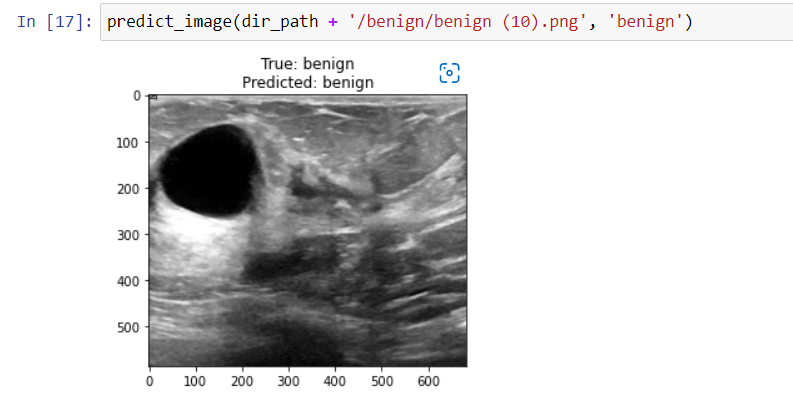 In [17]: predict_image(dir_path + '/benign/benign (10).png', 'benign')
True: benign
Predicted: benign
0
100
200
300
400
500
0 100 200 300 400 500 600